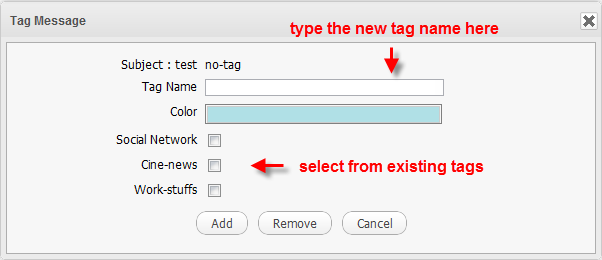 Tag Message
type the new tag name here
Subject : test no-tag
Tag Name
Color
Social Network
Cine-news
select from existing tags
Work-stuffs
Add Remove Cancel